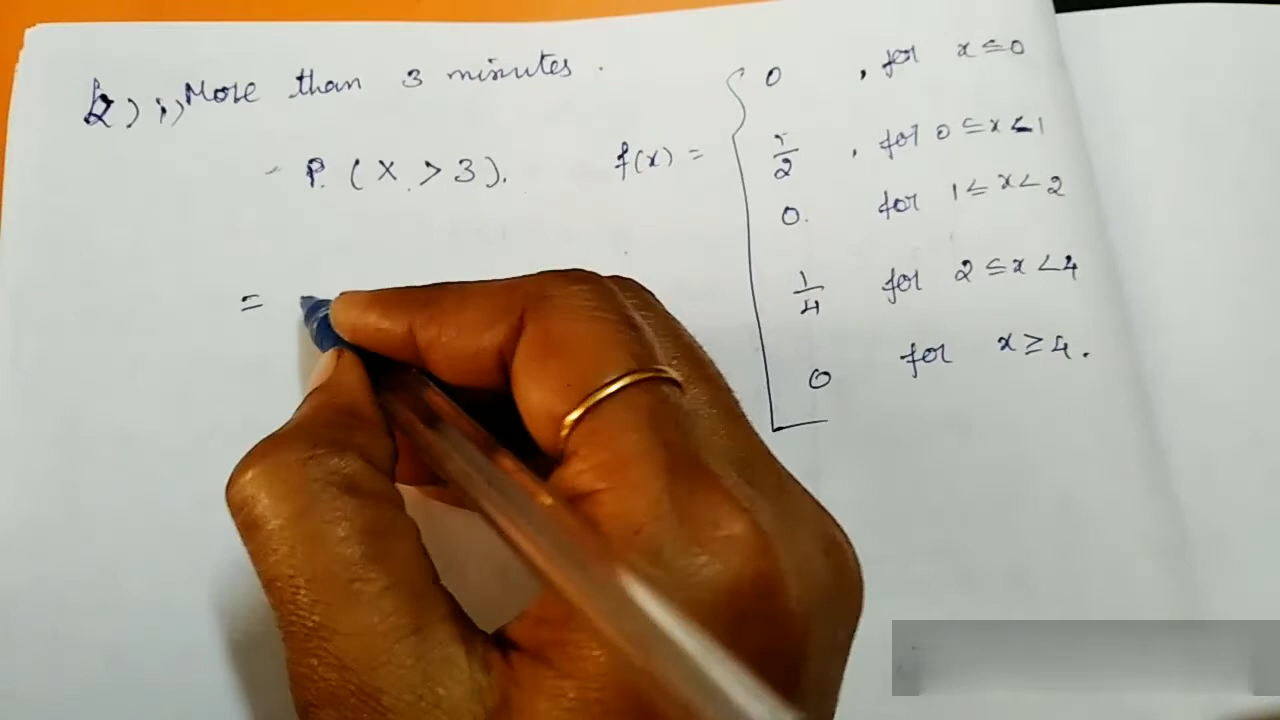 2) i) More than 3 minutes.
P. (X > 3).
f(x) =
0 , for x ≤ 0
/2 , for 0 ≤ x < 1
0. for 1 ≤ x < 2
1/4 for 2 ≤ x < 4
0 for x ≥ 4.
=